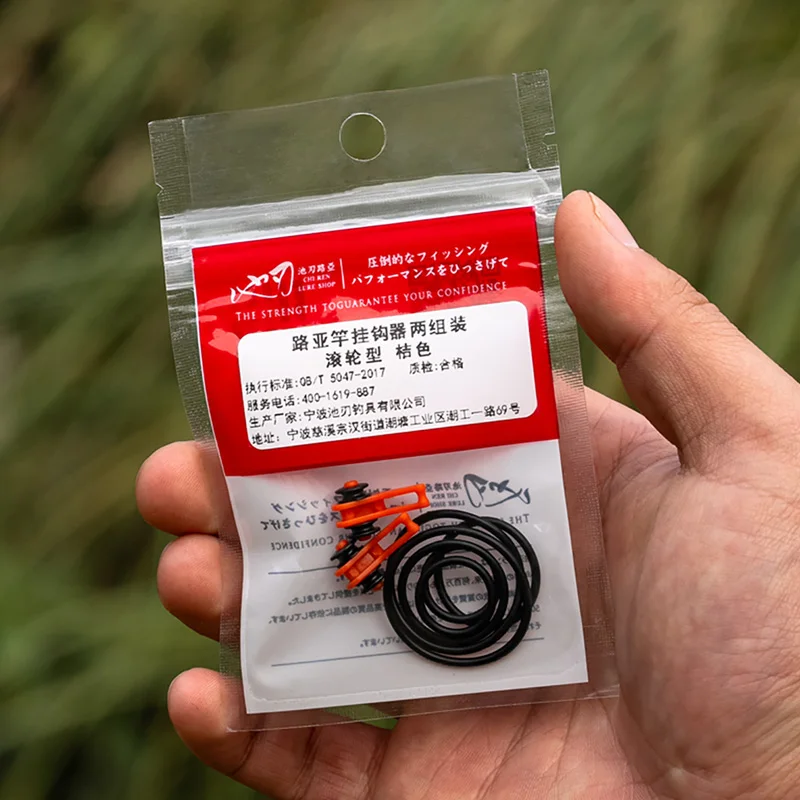 池刃
池刃路亞
CHI REN
LURE SHOP
圧倒的なフィッシング
パフォーマンスをひっさげて
THE STRENGTH TOGUARANTEE YOUR CONFIDENCE
路亚竿挂钩器两组装
滚轮型 桔色
执行标准:QB/T 5047-2017 质检:合格
服务电话:400-1619-887
生产厂家:宁波池刃钓具有限公司
地址: 宁波慈溪宗汉街道潮塘工业区潮工一路69号